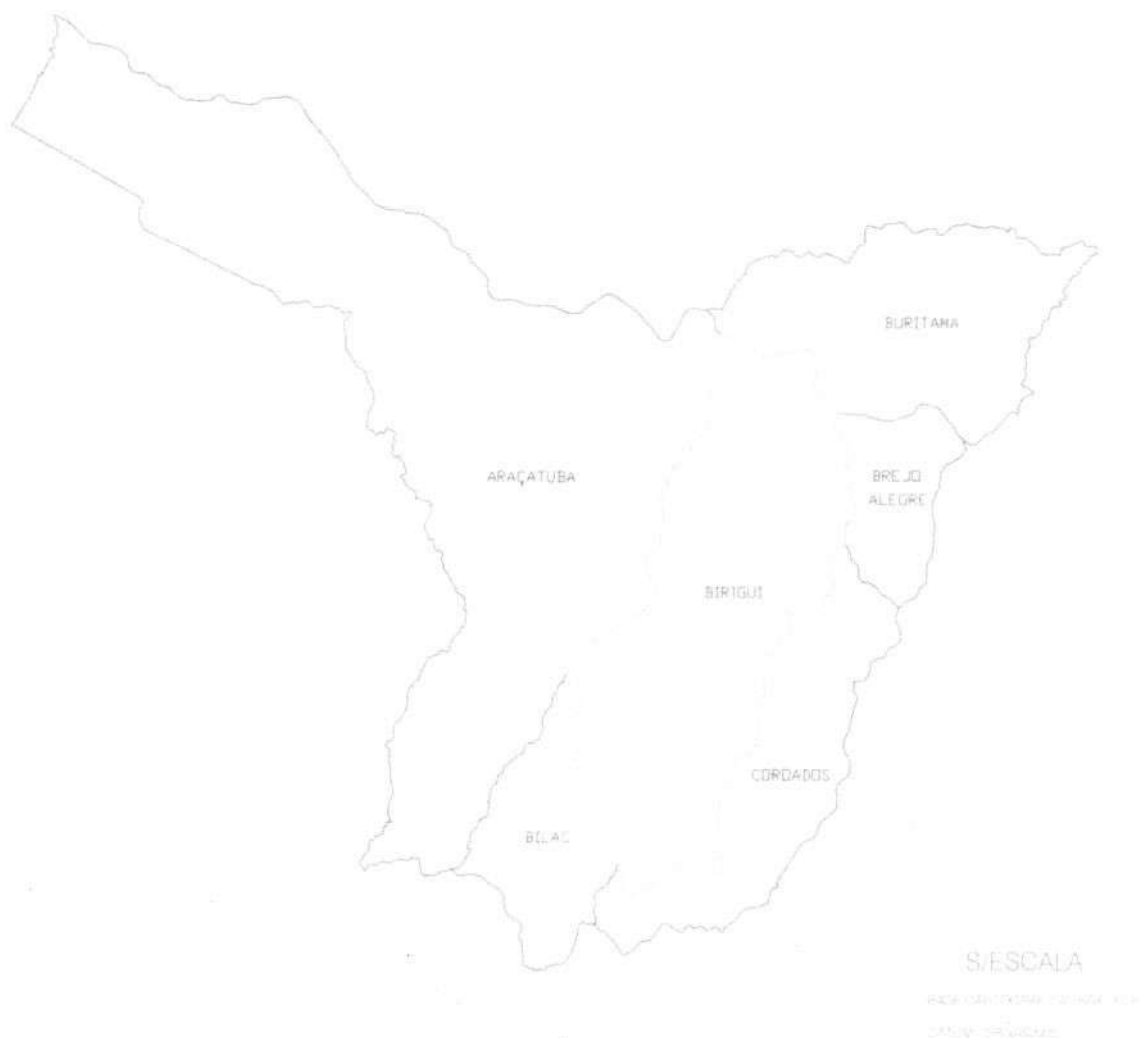 BURITAMA
ARAÇATUBA
BREJO
ALEGRE
BIRIGUI
COROADOS
BILAC
S/ESCALA